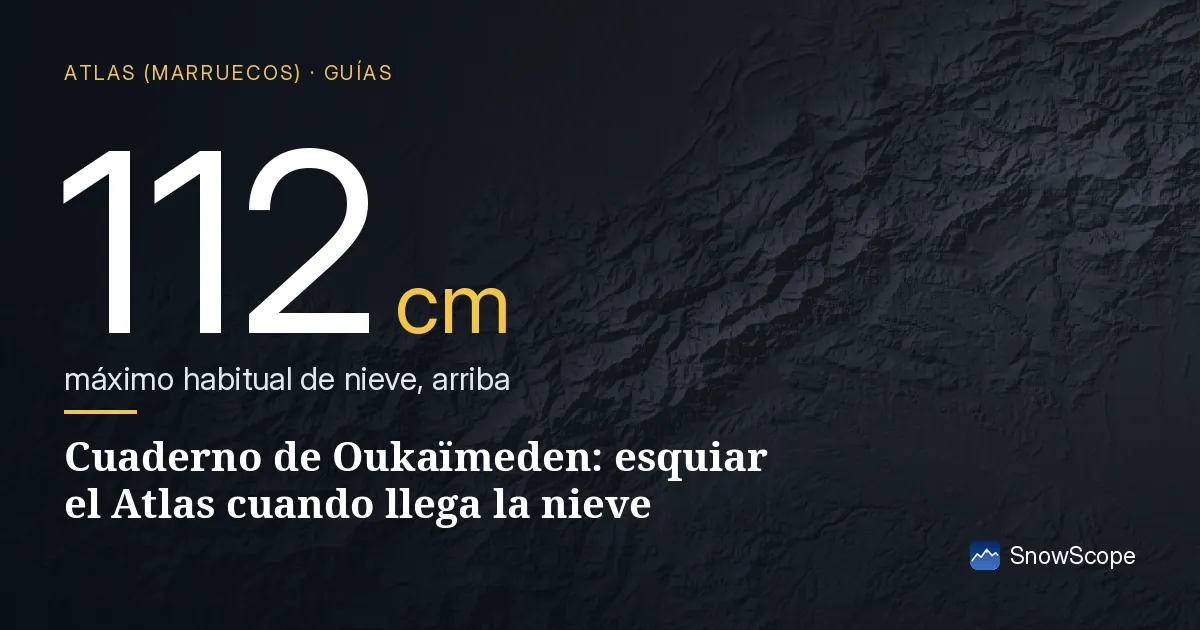 ATLAS (MARRUECOS) · GUÍAS
112 cm
máximo habitual de nieve, arriba
Cuaderno de Oukaïmeden: esquiar
el Atlas cuando llega la nieve
SnowScope